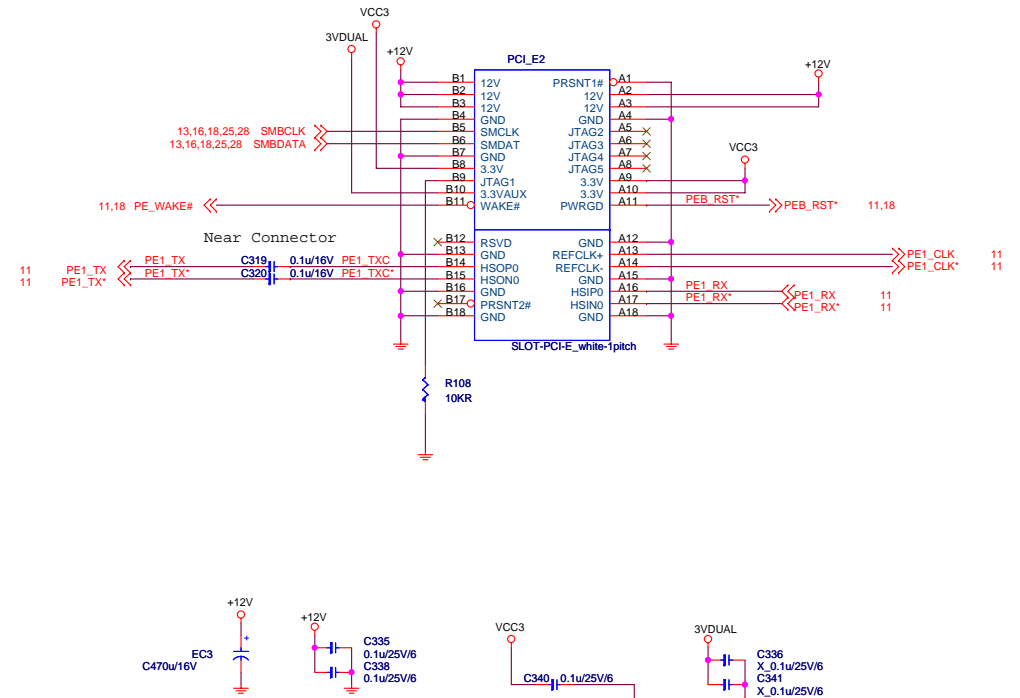 VCC3
3VDUAL
+12V
PCI_E2
+12V
B1 12V PRSNT1# A1
B2 12V 12V A2
B3 12V 12V A3
B4 GND GND A4
13,16,18,25,28 SMBCLK B5 SMCLK JTAG2 A5
13,16,18,25,28 SMBDATA B6 SMDAT JTAG3 A6
B7 GND JTAG4 A7
VCC3
B8 3.3V JTAG5 A8
B9 JTAG1 3.3V A9
B10 3.3VAUX 3.3V A10
11,18 PE_WAKE# B11 WAKE# PWRGD A11 PEB_RST* PEB_RST* 11,18
Near Connector
B12 RSVD GND A12
B13 GND REFCLK+ A13 PE1_CLK 11
11 PE1_TX PE1_TX C319 0.1u/16V PE1_TXC B14 HSOP0 REFCLK- A14 PE1_CLK* 11
11 PE1_TX* PE1_TX* C320 0.1u/16V PE1_TXC* B15 HSON0 GND A15
B16 GND HSIP0 A16 PE1_RX PE1_RX 11
B17 PRSNT2# HSIN0 A17 PE1_RX* PE1_RX* 11
B18 GND GND A18
SLOT-PCI-E_white-1pitch
R108
10KR
+12V
EC3
C470u/16V
+
+12V
C335
0.1u/25V/6
C338
0.1u/25V/6
VCC3
C340 0.1u/25V/6
3VDUAL
C336
X_0.1u/25V/6
C341
X_0.1u/25V/6